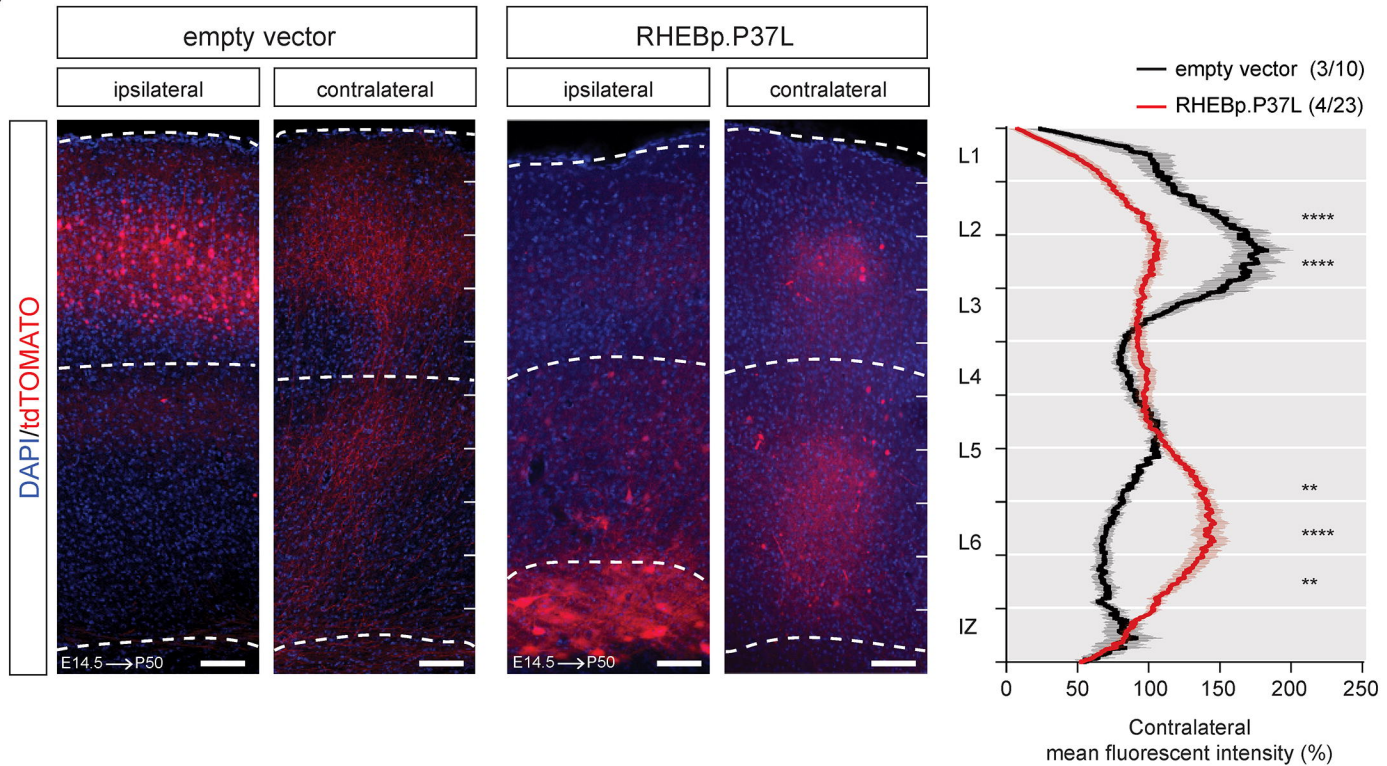 empty vector
RHEBp.P37L
ipsilateral
contralateral
ipsilateral
contralateral
DAPI/tdTOMATO
E14.5→P50
E14.5→P50
empty vector (3/10)
RHEBp.P37L (4/23)
L1
L2
****
****
L3
L4
L5
**
L6
****
**
IZ
0 50 100 150 200 250
Contralateral
mean fluorescent intensity (%)